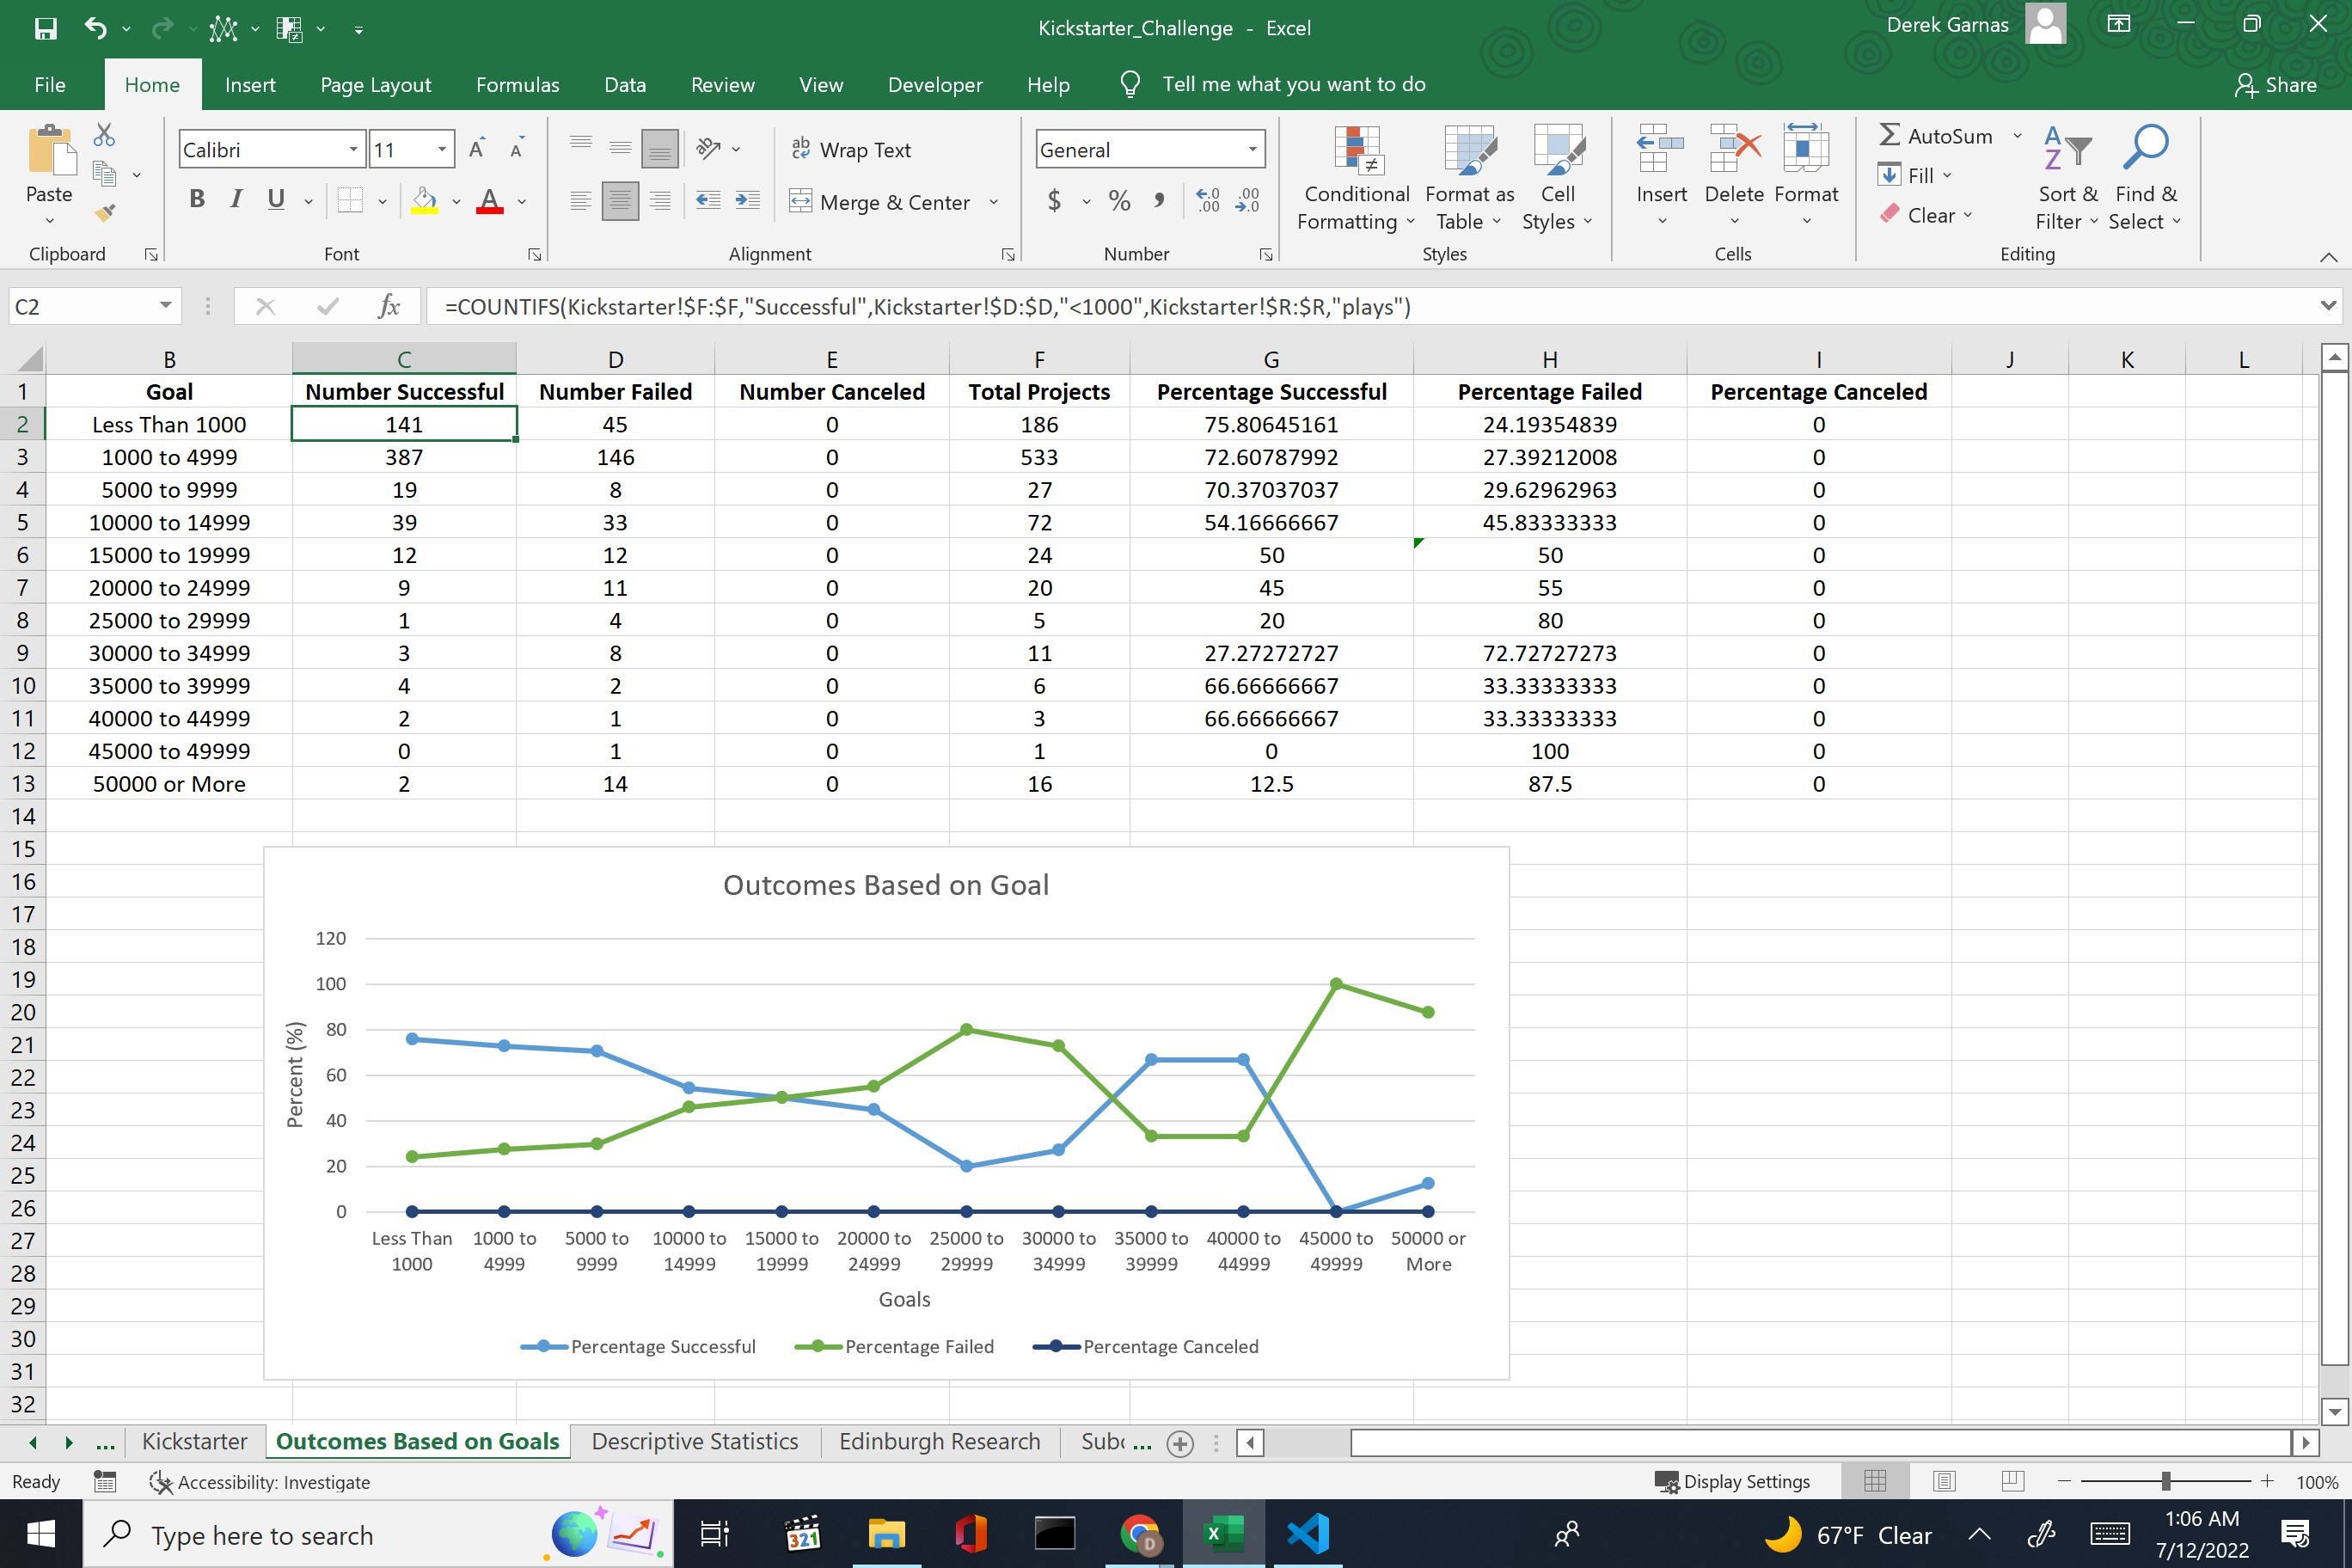 Kickstarter_Challenge - Excel
Derek Garnas
File Home Insert Page Layout Formulas Data Review View Developer Help Tell me what you want to do Share
Calibri 11 Wrap Text General AutoSum
Paste B I U A Merge & Center $ % , Conditional Formatting Format as Table Cell Styles Insert Delete Format Fill Clear Sort & Filter Find & Select
Clipboard Font Alignment Number Styles Cells Editing
C2 fx =COUNTIFS(Kickstarter!$F:$F,"Successful",Kickstarter!$D:$D,"<1000",Kickstarter!$R:$R,"plays")
B C D E F G H I J K L
1 Goal Number Successful Number Failed Number Canceled Total Projects Percentage Successful Percentage Failed Percentage Canceled
2 Less Than 1000 141 45 0 186 75.80645161 24.19354839 0
3 1000 to 4999 387 146 0 533 72.60787992 27.39212008 0
4 5000 to 9999 19 8 0 27 70.37037037 29.62962963 0
5 10000 to 14999 39 33 0 72 54.16666667 45.83333333 0
6 15000 to 19999 12 12 0 24 50 50 0
7 20000 to 24999 9 11 0 20 45 55 0
8 25000 to 29999 1 4 0 5 20 80 0
9 30000 to 34999 3 8 0 11 27.27272727 72.72727273 0
10 35000 to 39999 4 2 0 6 66.66666667 33.33333333 0
11 40000 to 44999 2 1 0 3 66.66666667 33.33333333 0
12 45000 to 49999 0 1 0 1 0 100 0
13 50000 or More 2 14 0 16 12.5 87.5 0
14
15
16
17
18
19
20
21
22
23
24
25
26
27
28
29
30
31
32
Outcomes Based on Goal
120
100
80
60
40
20
0
Percent (%)
Less Than 1000 to 5000 to 10000 to 15000 to 20000 to 25000 to 30000 to 35000 to 40000 to 45000 to 50000 or
1000 4999 9999 14999 19999 24999 29999 34999 39999 44999 49999 More
Goals
Percentage Successful Percentage Failed Percentage Canceled
... Kickstarter Outcomes Based on Goals Descriptive Statistics Edinburgh Research Subc ...
Ready Accessibility: Investigate Display Settings 100%
Type here to search 321 D 67°F Clear 1:06 AM
7/12/2022